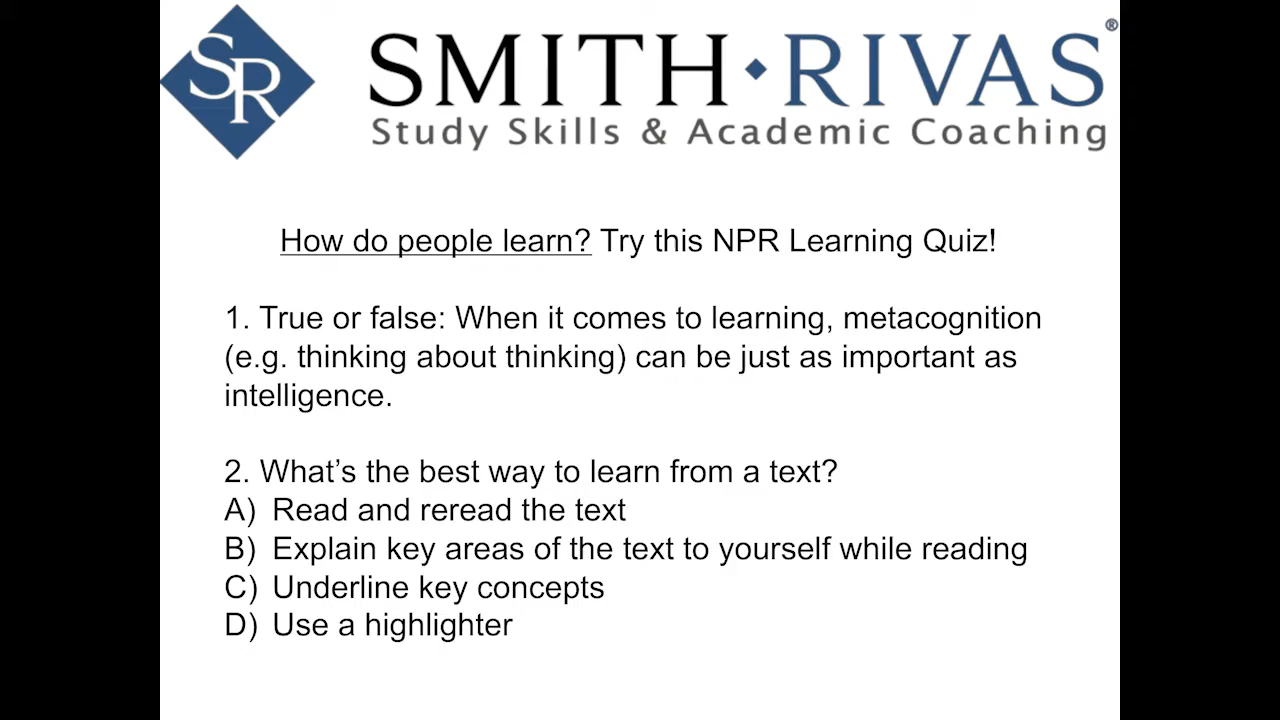 SR
SMITH·RIVAS®
Study Skills & Academic Coaching
How do people learn? Try this NPR Learning Quiz!
1. True or false: When it comes to learning, metacognition
(e.g. thinking about thinking) can be just as important as
intelligence.
2. What’s the best way to learn from a text?
A) Read and reread the text
B) Explain key areas of the text to yourself while reading
C) Underline key concepts
D) Use a highlighter